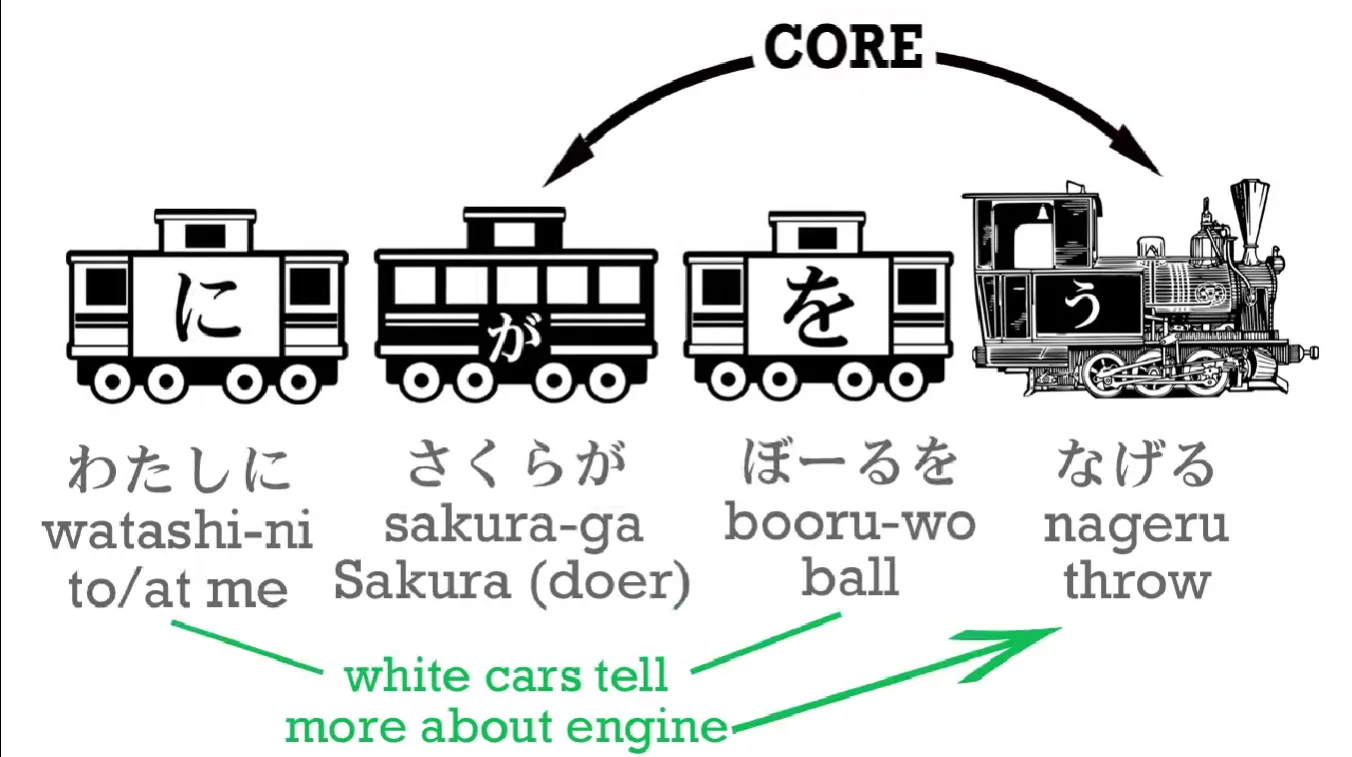 CORE
に
が
を
う
わたしに
watashi-ni
to/at me
さくらが
sakura-ga
Sakura (doer)
ぼーるを
booru-wo
ball
なげる
nageru
throw
white cars tell
more about engine